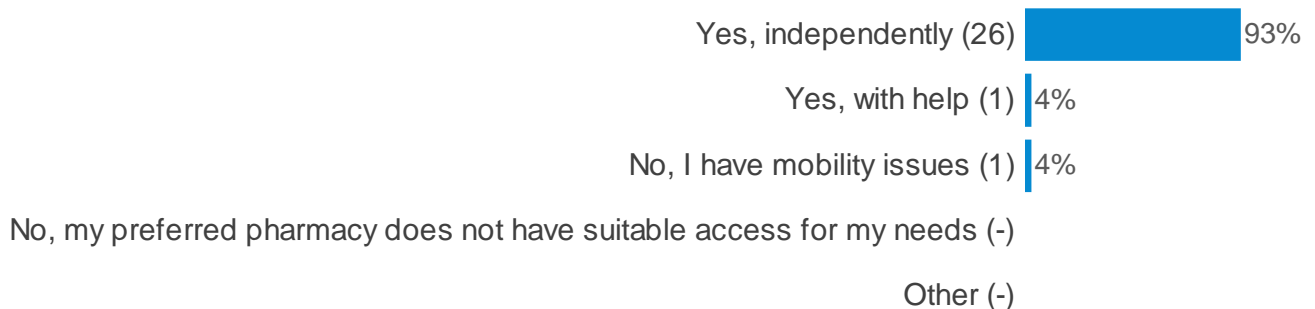 Yes, independently (26) 93%
Yes, with help (1) 4%
No, I have mobility issues (1) 4%
No, my preferred pharmacy does not have suitable access for my needs (-)
Other (-)